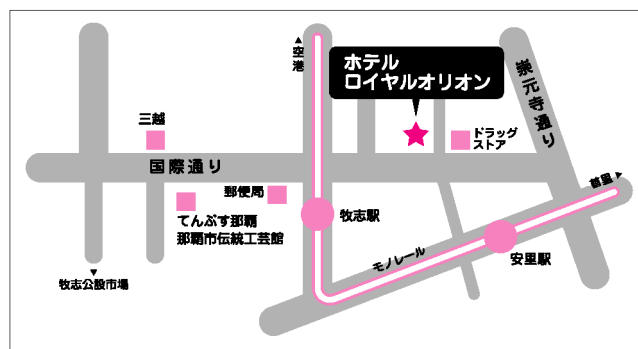 ▲空港
ホテル
ロイヤルオリオン
崇元寺通り
三越
ドラッグ
ストア
国際通り
首里▶
郵便局
てんぶす那覇
那覇市伝統工芸館
牧志駅
モノレール
安里駅
▼
牧志公設市場